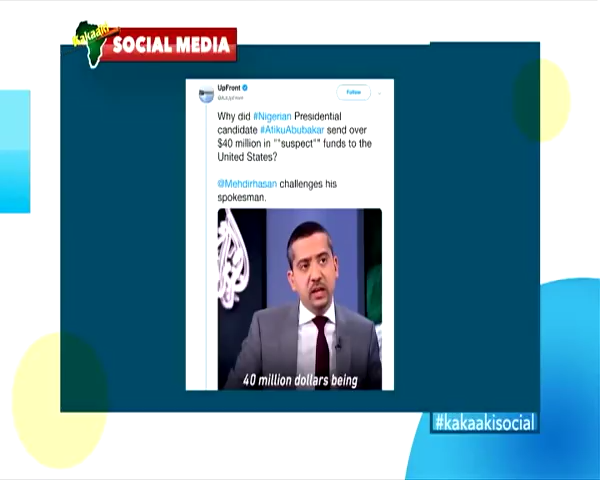 Kakaaki
SOCIAL MEDIA
UpFront
Follow
Why did #Nigerian Presidential
candidate #AtikuAbubakar send over
$40 million in ""suspect"" funds to the
United States?
@Mehdirhasan challenges his
spokesman.
40 million dollars being
#kakaakisocial